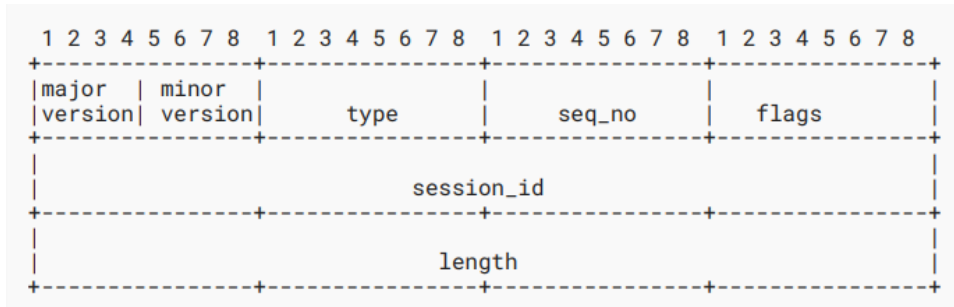 1 2 3 4 5 6 7 8 1 2 3 4 5 6 7 8 1 2 3 4 5 6 7 8 1 2 3 4 5 6 7 8
+----------------+----------------+----------------+----------------+
|major | minor | | | |
|version| version| type | seq_no | flags |
+----------------+----------------+----------------+----------------+
| |
| session_id |
+----------------+----------------+----------------+----------------+
| |
| length |
+----------------+----------------+----------------+----------------+